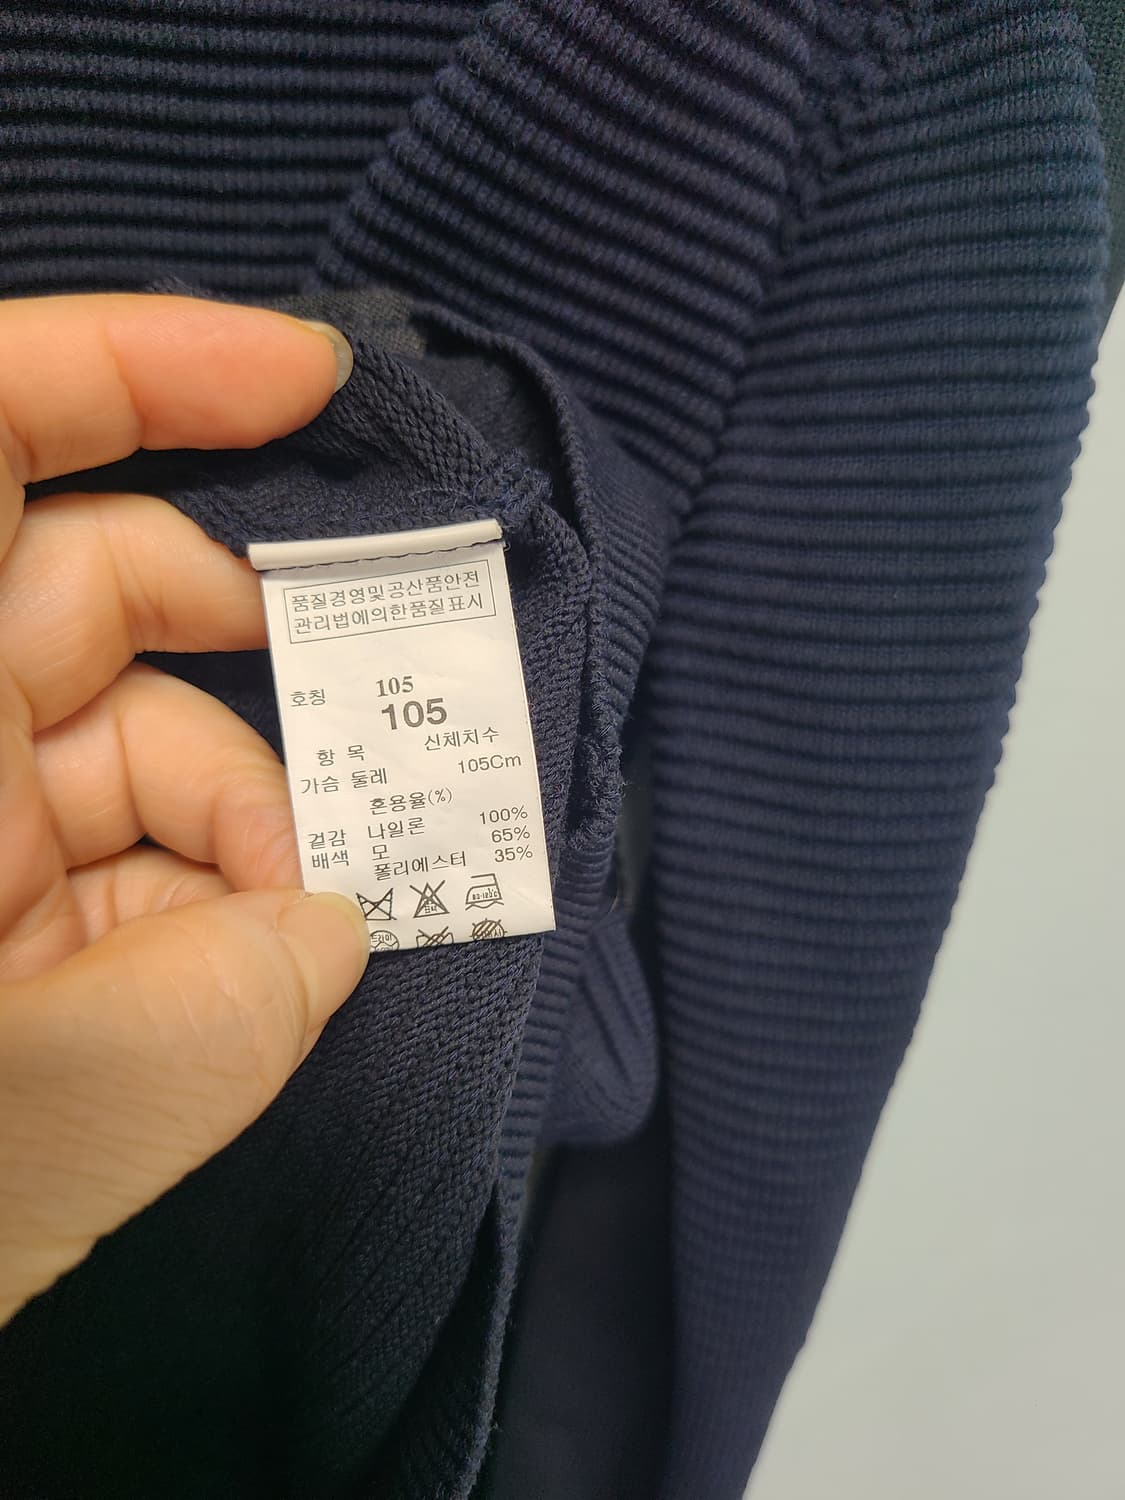 품질경영및공산품안전
관리법에의한품질표시
호칭 105
105
항 목 신체치수
가슴 둘레 105Cm
혼용율(%)
겉감 나일론 100%
배색 모 65%
폴리에스터 35%